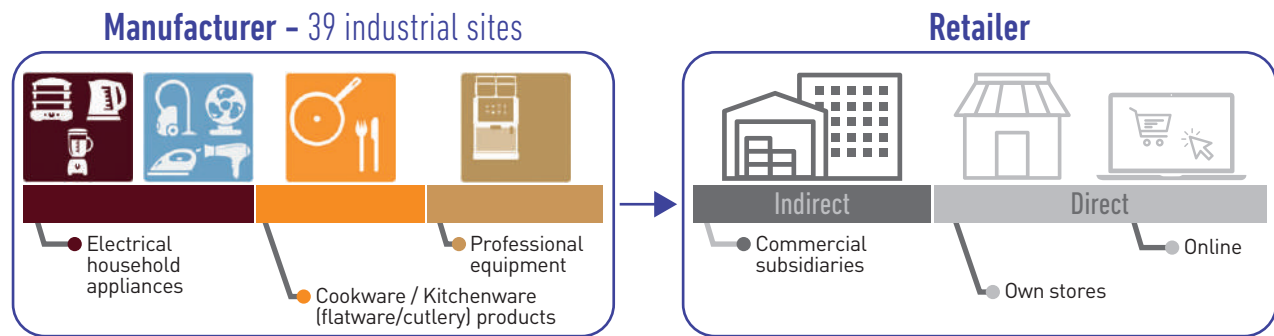 Manufacturer – 39 industrial sites
Electrical
household
appliances
Cookware / Kitchenware
(flatware/cutlery) products
Professional
equipment
Retailer
Indirect
Direct
Commercial
subsidiaries
Own stores
Online